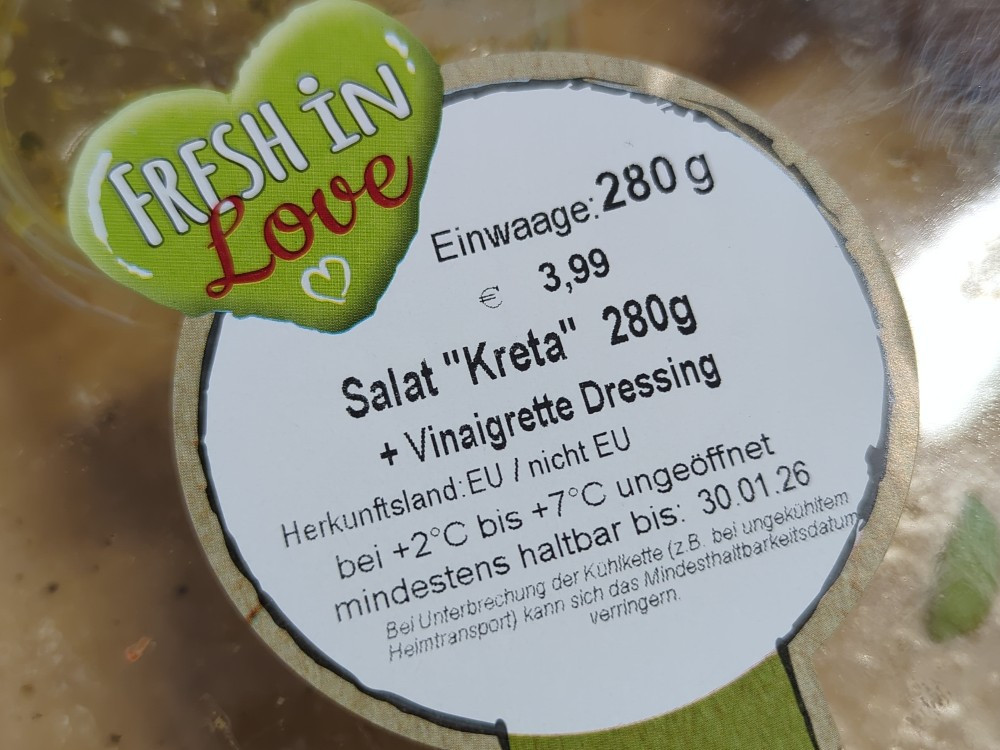 FRESH iN
Love
Einwaage: 280 g
€ 3,99
Salat "Kreta" 280g
+ Vinaigrette Dressing
Herkunftsland: EU / nicht EU
bei +2°C bis +7°C ungeöffnet
mindestens haltbar bis: 30.01.26
Bei Unterbrechung der Kühlkette (z.B. bei ungekühltem
Heimtransport) kann sich das Mindesthaltbarkeitsdatum
verringern.